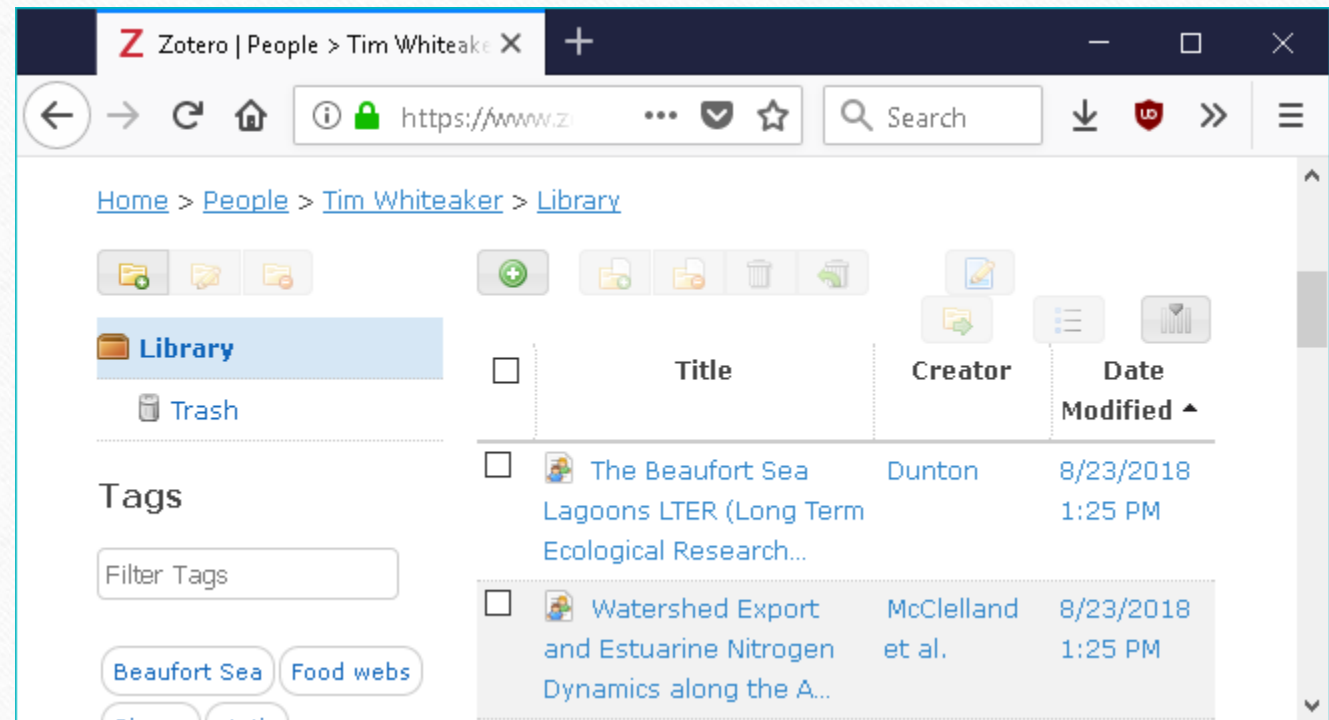 Zotero | People > Tim Whiteake
https://www.z
Search
Home > People > Tim Whiteaker > Library
Library
Trash
Tags
Filter Tags
Beaufort Sea Food webs
Title Creator Date
Modified
The Beaufort Sea Dunton 8/23/2018
Lagoons LTER (Long Term 1:25 PM
Ecological Research...
Watershed Export McClelland 8/23/2018
and Estuarine Nitrogen et al. 1:25 PM
Dynamics along the A...